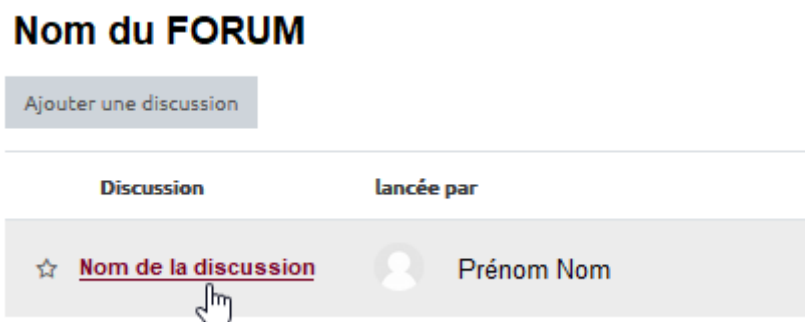 Nom du FORUM
Ajouter une discussion
Discussion lancée par
Nom de la discussion Prénom Nom